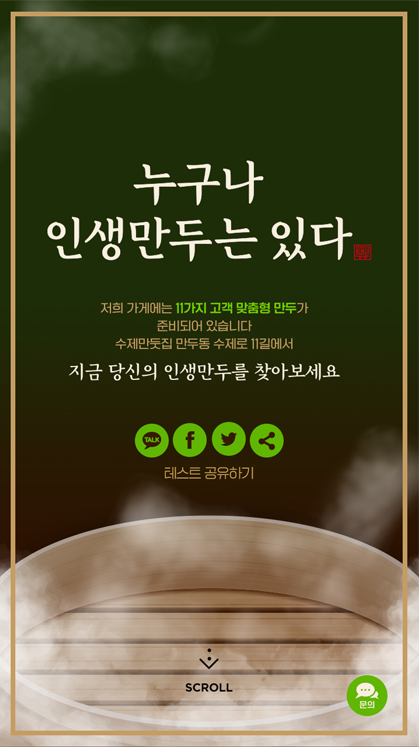 누구나
인생만두는 있다
저희 가게에는 11가지 고객 맞춤형 만두가
준비되어 있습니다
수제만둣집 만두동 수제로 11길에서
지금 당신의 인생만두를 찾아보세요
TALK
테스트 공유하기
SCROLL
문의